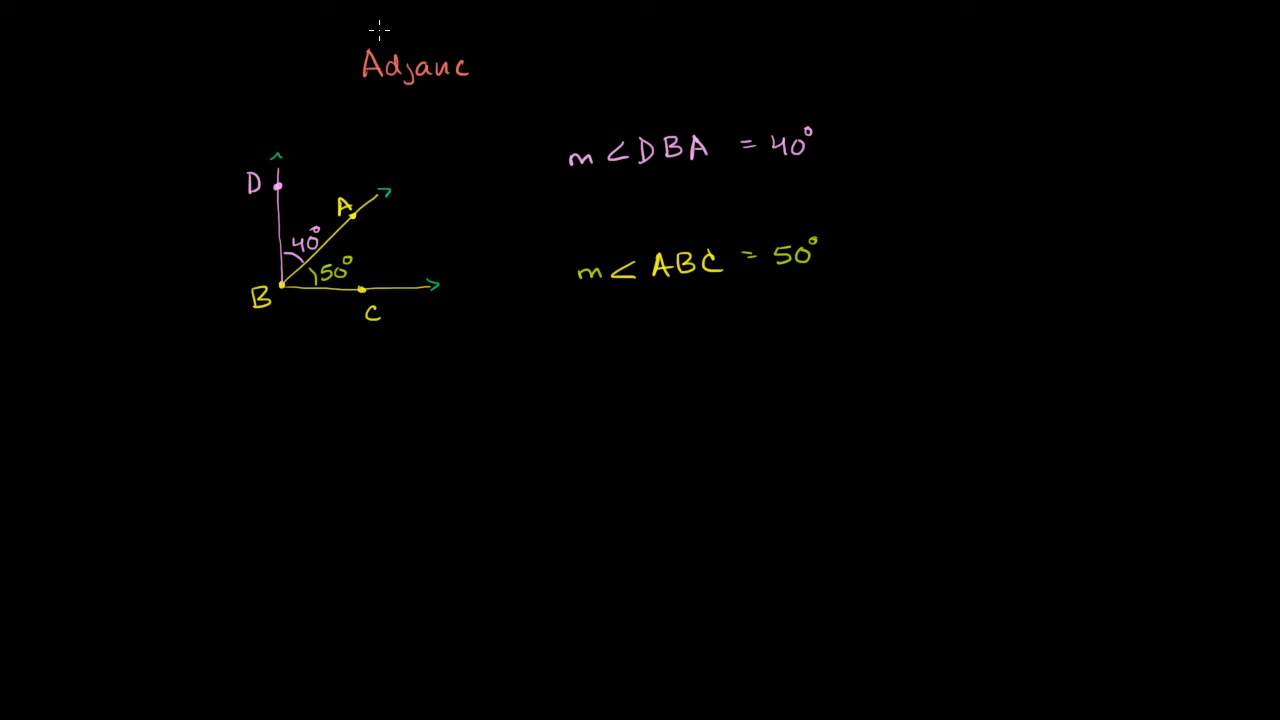 Adjanc
m∠DBA = 40°
D
A
40°
50°
m∠ABC = 50°
B
C